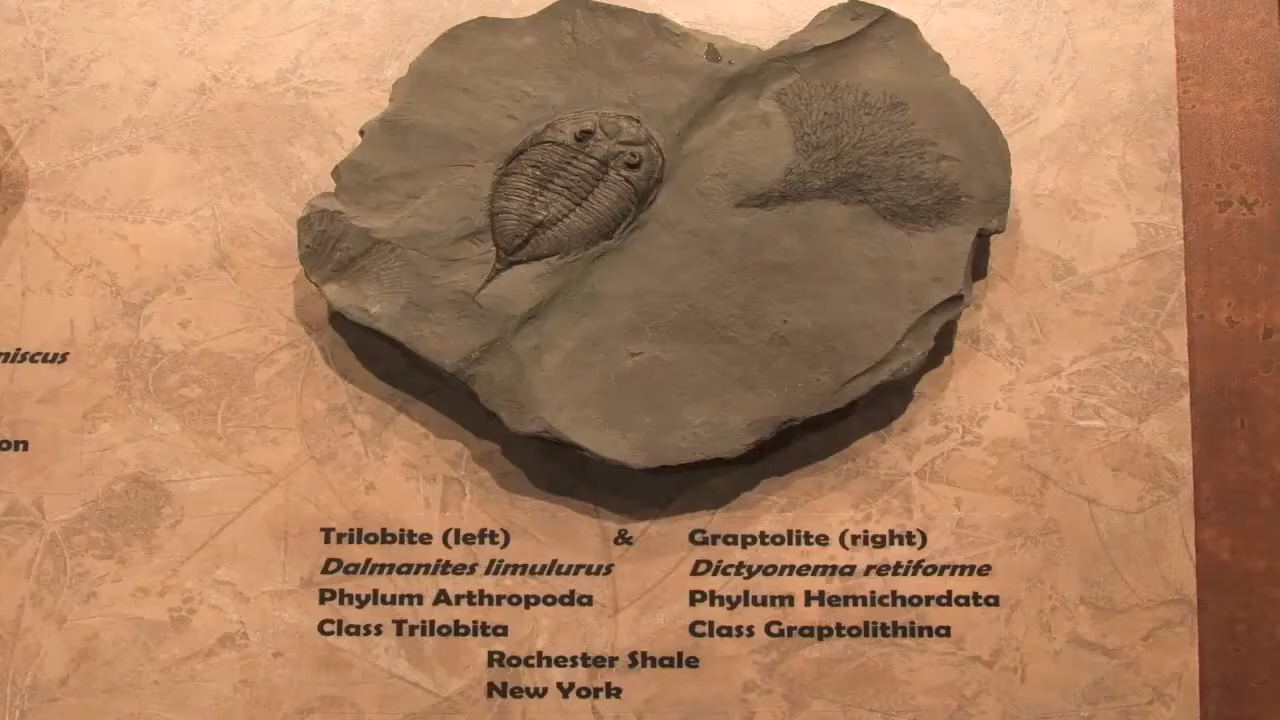 niscus
on
Trilobite (left) & Graptolite (right)
Dalmanites limulurus Dictyonema retiforme
Phylum Arthropoda Phylum Hemichordata
Class Trilobita Class Graptolithina
Rochester Shale
New York